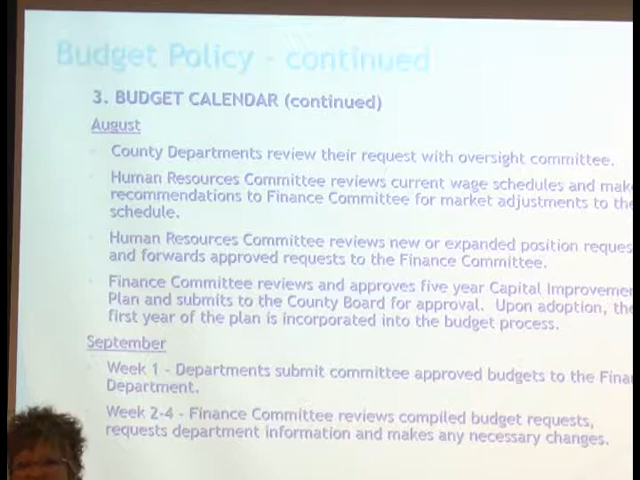 Budget Policy - continued
3. BUDGET CALENDAR (continued)
August
County Departments review their request with oversight committee.
Human Resources Committee reviews current wage schedules and mak
recommendations to Finance Committee for market adjustments to the
schedule.
Human Resources Committee reviews new or expanded position reques
and forwards approved requests to the Finance Committee.
Finance Committee reviews and approves five year Capital Improveme
Plan and submits to the County Board for approval. Upon adoption, the
first year of the plan is incorporated into the budget process.
September
Week 1 - Departments submit committee approved budgets to the Fina
Department.
Week 2-4 - Finance Committee reviews compiled budget requests,
requests department information and makes any necessary changes.